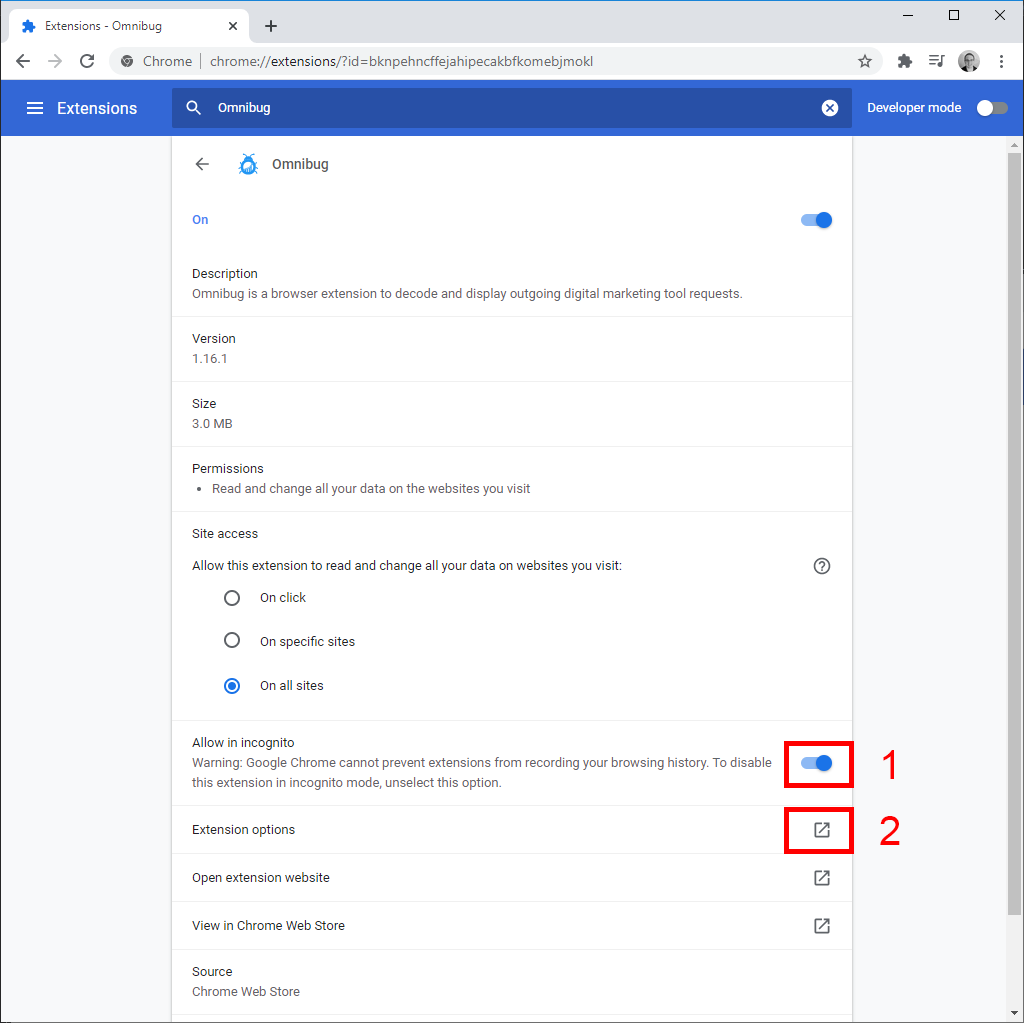 Extensions - Omnibug
Chrome
chrome://extensions/?id=bknpehncffejahipecakbfkomebjmokl
Extensions
Omnibug
Developer mode
Omnibug
On
Description
Omnibug is a browser extension to decode and display outgoing digital marketing tool requests.
Version
1.16.1
Size
3.0 MB
Permissions
• Read and change all your data on the websites you visit
Site access
Allow this extension to read and change all your data on websites you visit:
On click
On specific sites
On all sites
Allow in incognito
Warning: Google Chrome cannot prevent extensions from recording your browsing history. To disable
this extension in incognito mode, unselect this option.
1
Extension options
2
Open extension website
View in Chrome Web Store
Source
Chrome Web Store